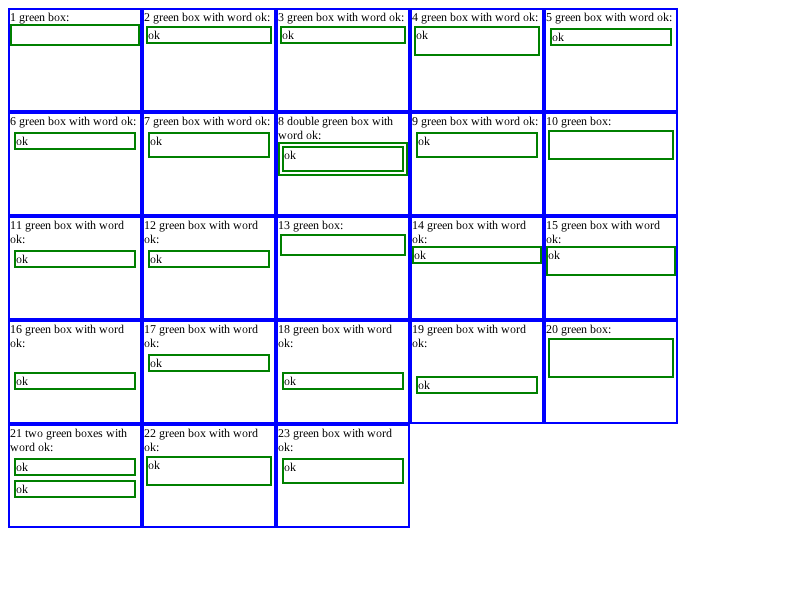 1 green box:
2 green box with word ok:
ok
3 green box with word ok:
ok
4 green box with word ok:
ok
5 green box with word ok:
ok
6 green box with word ok:
ok
7 green box with word ok:
ok
8 double green box with
word ok:
ok
9 green box with word ok:
ok
10 green box:
11 green box with word
ok:
ok
12 green box with word
ok:
ok
13 green box:
14 green box with word
ok:
ok
15 green box with word
ok:
ok
16 green box with word
ok:
ok
17 green box with word
ok:
ok
18 green box with word
ok:
ok
19 green box with word
ok:
ok
20 green box:
21 two green boxes with
word ok:
ok
ok
22 green box with word
ok:
ok
23 green box with word
ok:
ok